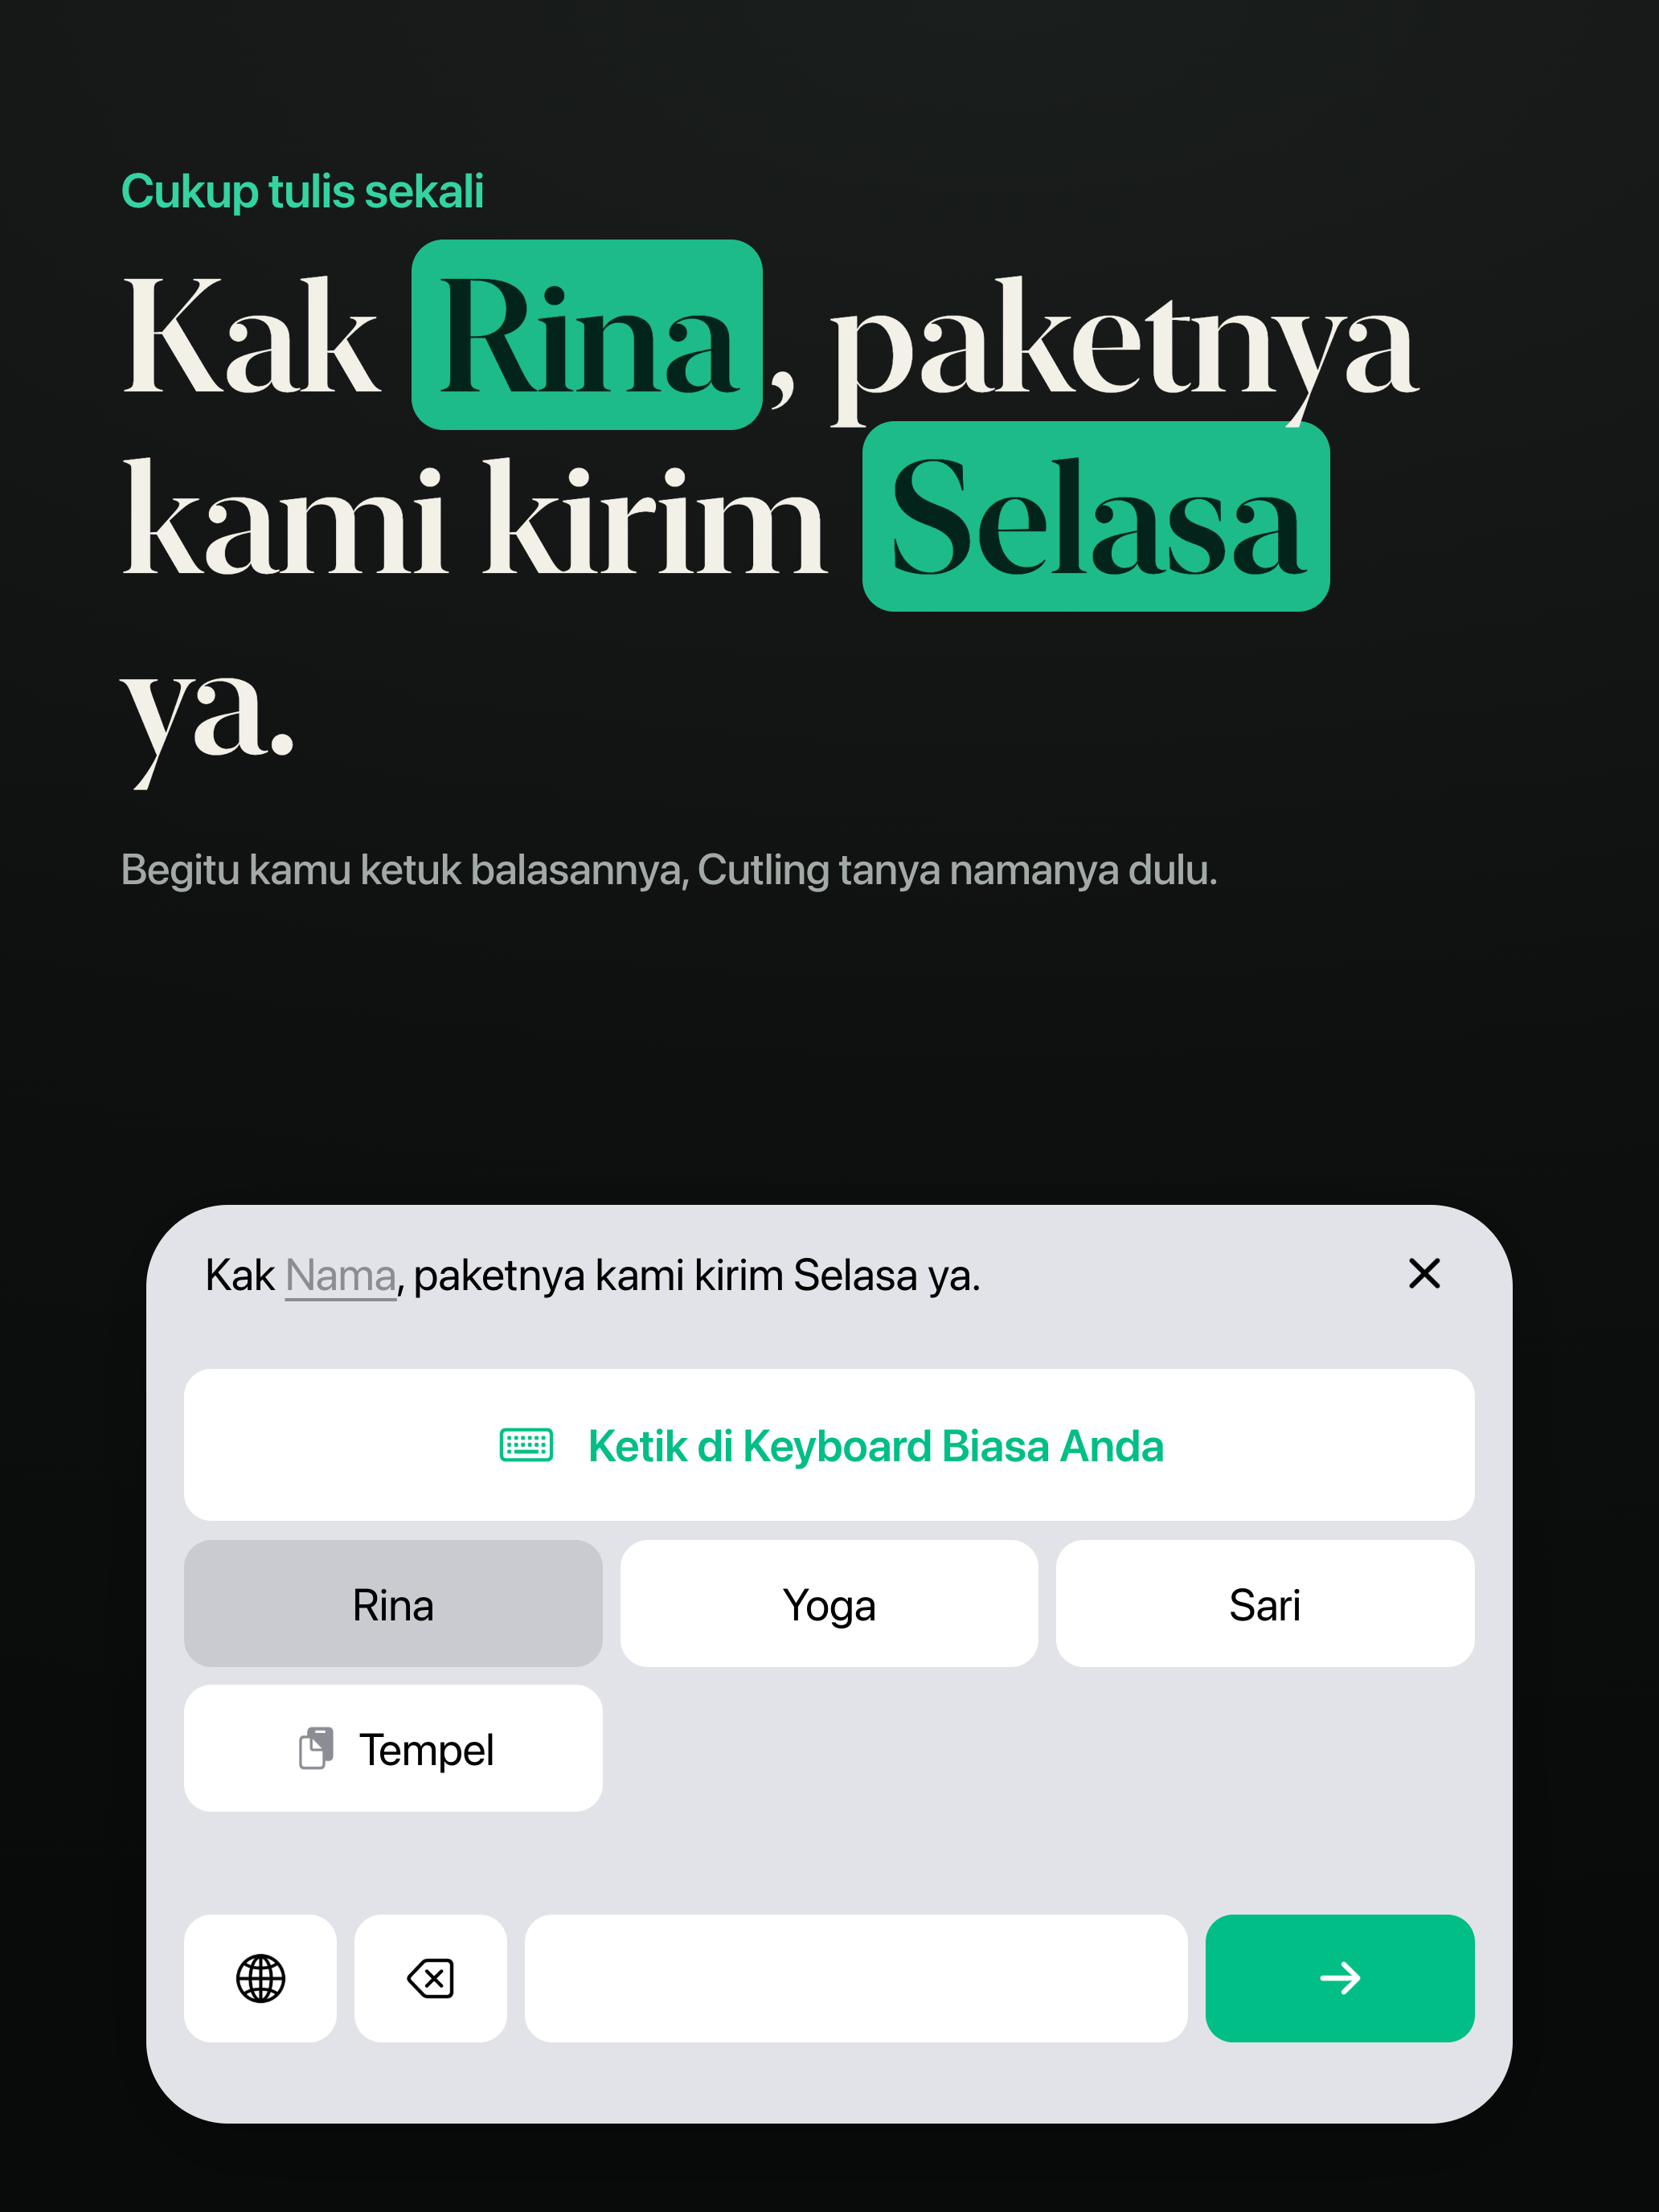 Cukup tulis sekali
Kak Rina, paketnya
kami kirim Selasa
ya.
Begitu kamu ketuk balasannya, Cutling tanya namanya dulu.
Kak Nama, paketnya kami kirim Selasa ya.
Ketik di Keyboard Biasa Anda
Rina
Yoga
Sari
Tempel